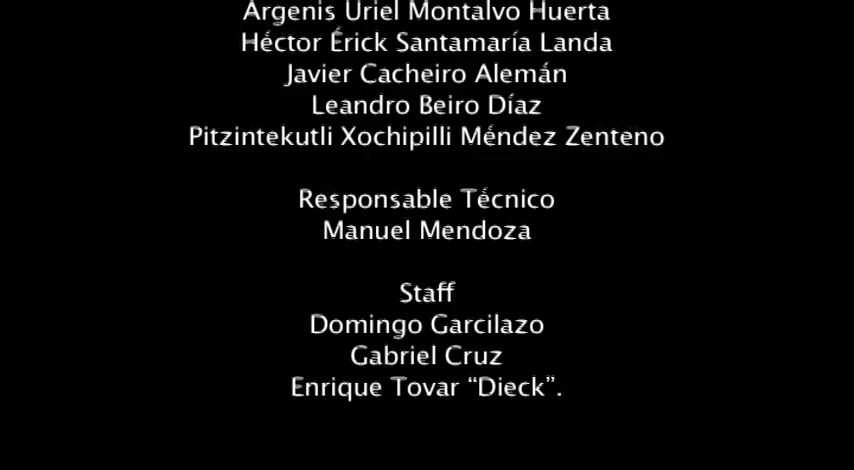 Argenis Uriel Montalvo Huerta
Héctor Érick Santamaría Landa
Javier Cacheiro Alemán
Leandro Beiro Díaz
Pitzintekutli Xochipilli Méndez Zenteno
Responsable Técnico
Manuel Mendoza
Staff
Domingo Garcilazo
Gabriel Cruz
Enrique Tovar “Dieck”.